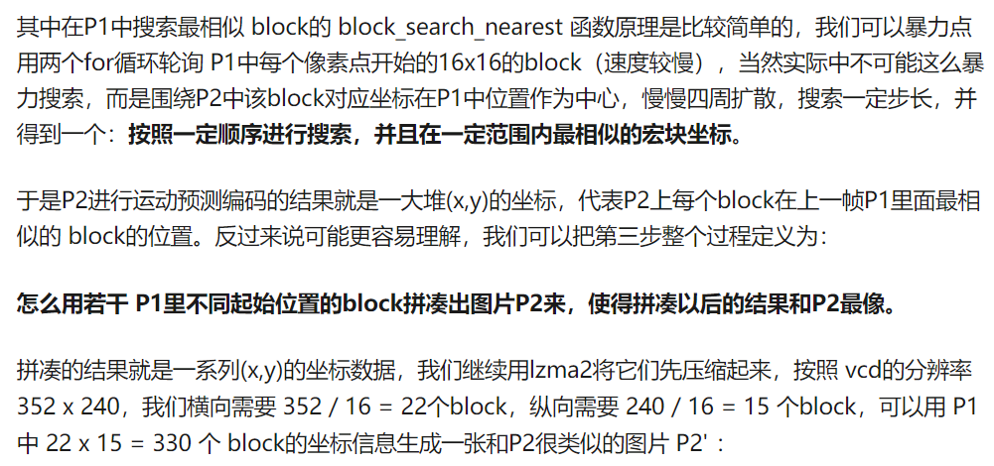 其中在P1中搜索最相似 block的 block_search_nearest 函数原理是比较简单的，我们可以暴力点
用两个for循环轮询 P1中每个像素点开始的16x16的block（速度较慢），当然实际中不可能这么暴
力搜索，而是围绕P2中该block对应坐标在P1中位置作为中心，慢慢四周扩散，搜索一定步长，并
得到一个：按照一定顺序进行搜索，并且在一定范围内最相似的宏块坐标。
于是P2进行运动预测编码的结果就是一大堆(x,y)的坐标，代表P2上每个block在上一帧P1里面最相
似的 block的位置。反过来说可能更容易理解，我们可以把第三步整个过程定义为：
怎么用若干 P1里不同起始位置的block拼凑出图片P2来，使得拼凑以后的结果和P2最像。
拼凑的结果就是一系列(x,y)的坐标数据，我们继续用lzma2将它们先压缩起来，按照 vcd的分辨率
352 x 240，我们横向需要 352 / 16 = 22个block，纵向需要 240 / 16 = 15 个block，可以用 P1
中 22 x 15 = 330 个 block的坐标信息生成一张和P2很类似的图片 P2'：